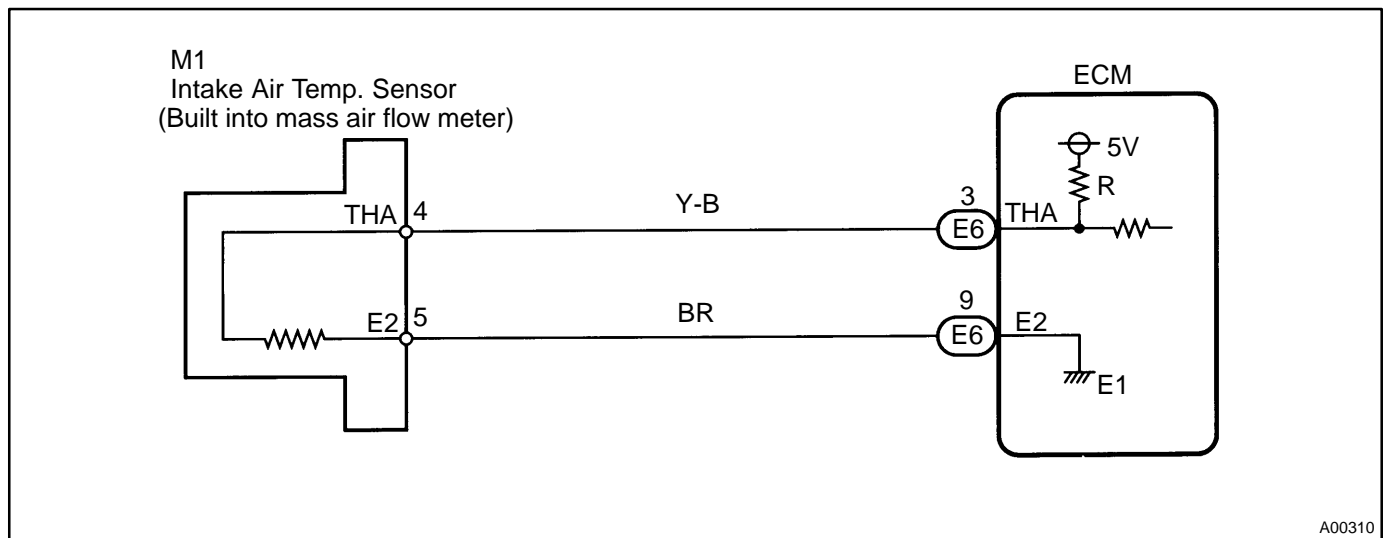 M1
Intake Air Temp. Sensor
(Built into mass air flow meter)
ECM
5V
R
THA
4
Y-B
3
E6
THA
E2
5
BR
9
E6
E2
E1
A00310